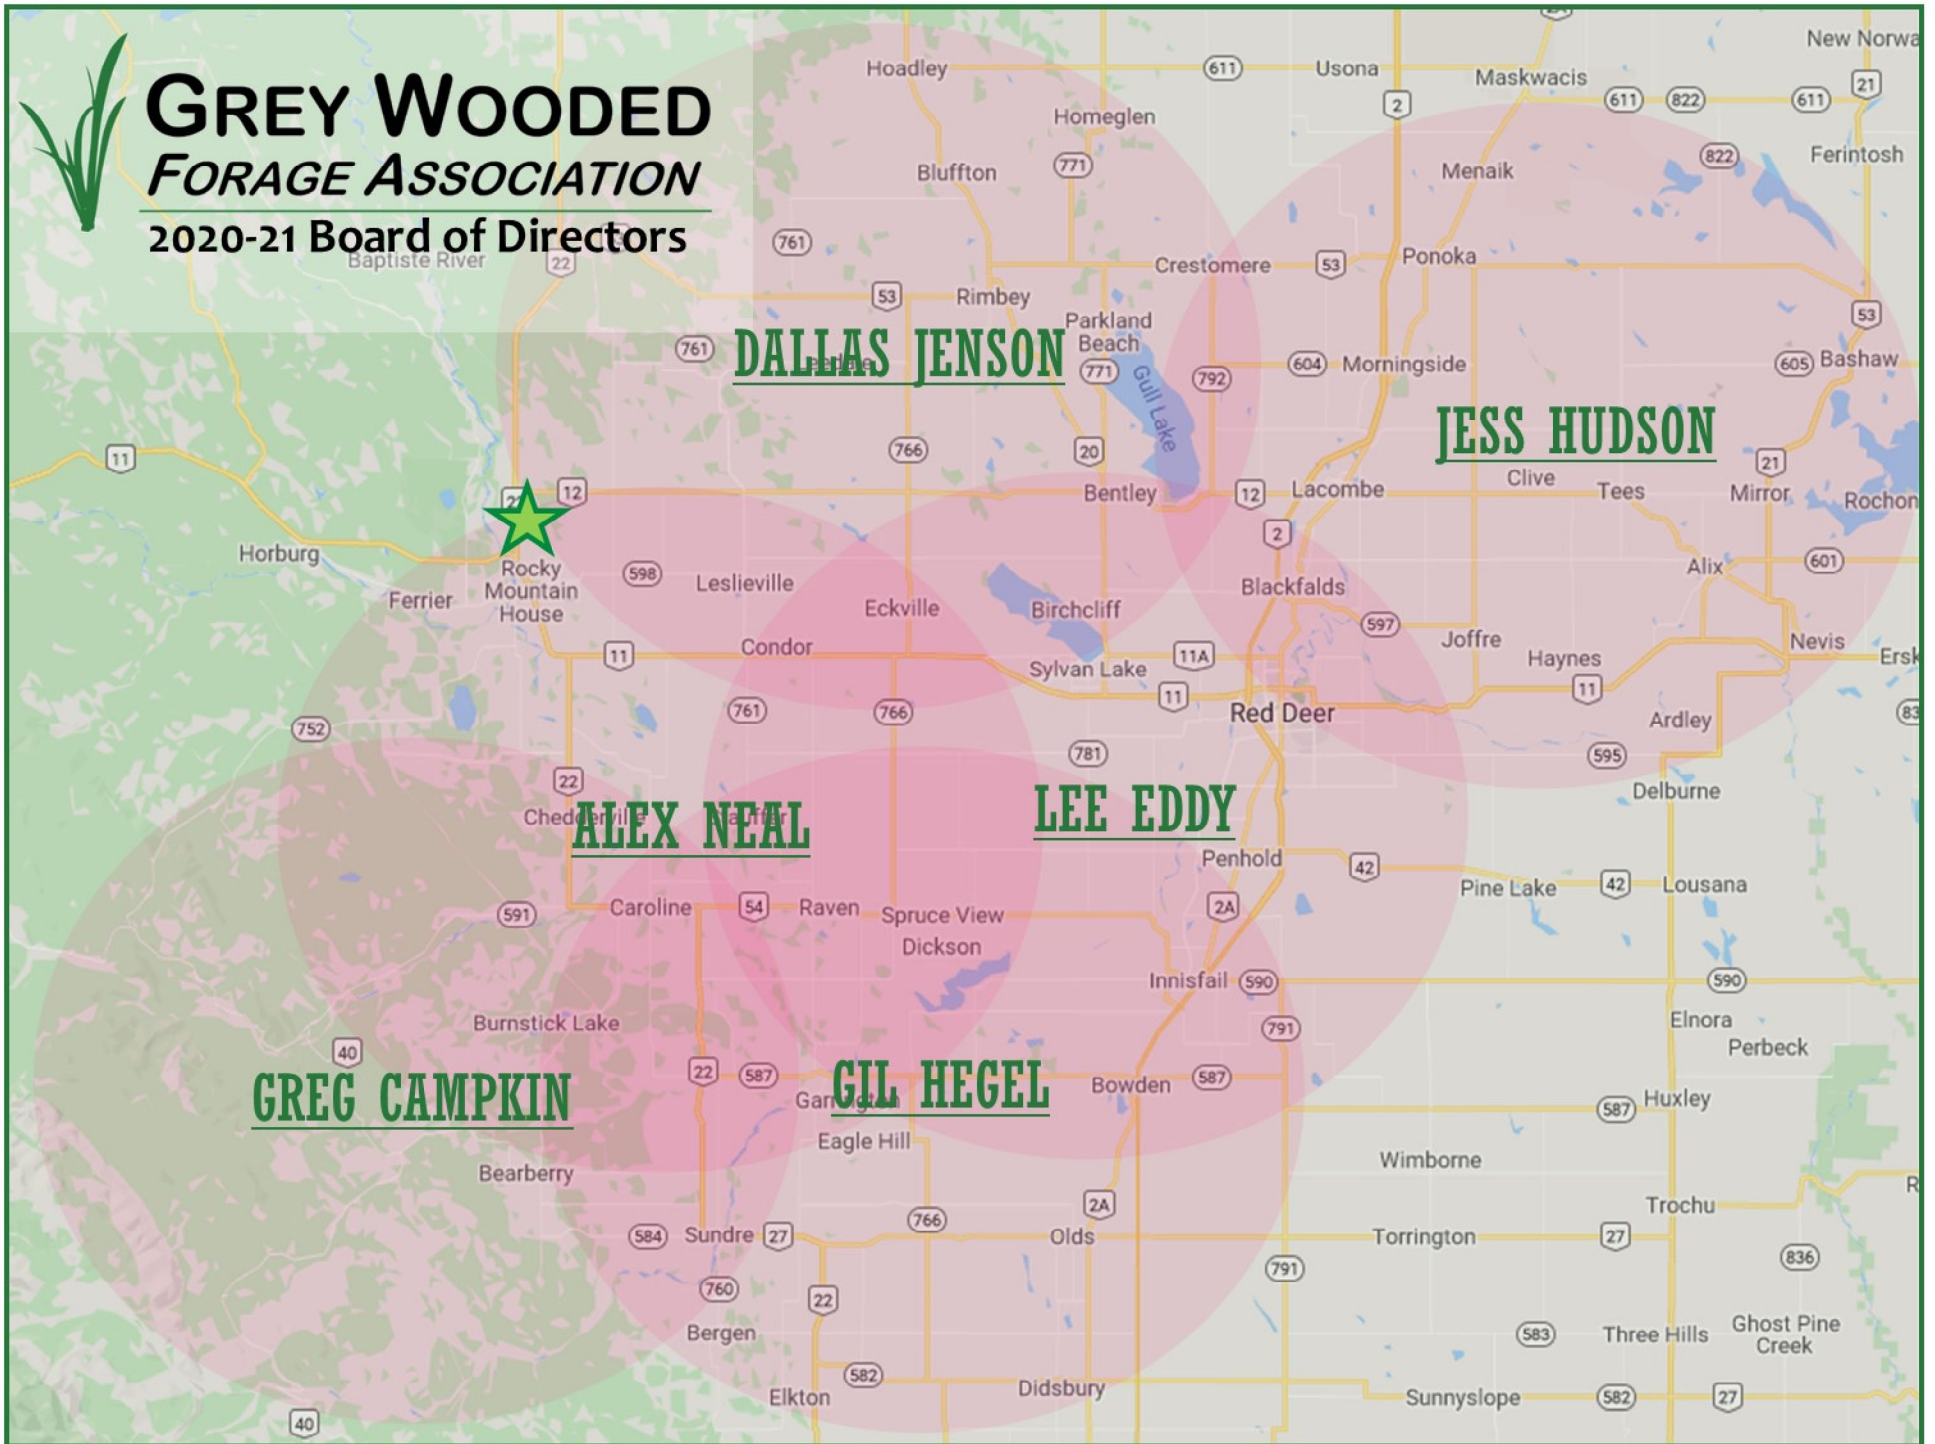 GREY WOODED
FORAGE ASSOCIATION
2020-21 Board of Directors
Baptiste River
22
Hoadley
611
Usona
2
Maskwacis
New Norwa
21
611
822
611
Homeglen
771
Bluffton
Menaik
822
Ferintosh
761
Crestomere
53
Ponoka
53
Rimbey
Parkland
Beach
771
53
761
DALLAS JENSON
Gull Lake
792
604
Morningside
605
Bashaw
JESS HUDSON
11
766
20
21
12
Bentley
12
Lacombe
Clive
Tees
Mirror
Rochon
2
Horburg
Rocky
Mountain
House
Ferrier
598
Leslieville
Eckville
Birchcliff
Blackfalds
597
Alix
601
11
Condor
Sylvan Lake
11A
11
Joffre
Haynes
11
Nevis
Ersk
752
761
766
781
Red Deer
Ardley
83
595
Delburne
22
Chedderville
ALEX NEAL
LEE EDDY
Penhold
42
Pine Lake
42
Lousana
591
Caroline
54
Raven
Spruce View
Dickson
2A
Innisfail
590
590
791
Elnora
Perbeck
Burnstick Lake
40
GREG CAMPKIN
22
587
GIL HEGEL
Garrington
Bowden
587
587
Huxley
Eagle Hill
Bearberry
Wimborne
R
2A
Trochu
584
Sundre
27
766
Olds
Torrington
27
836
760
22
791
Bergen
583
Three Hills
Ghost Pine
Creek
582
Elkton
Didsbury
Sunnyslope
582
27
40